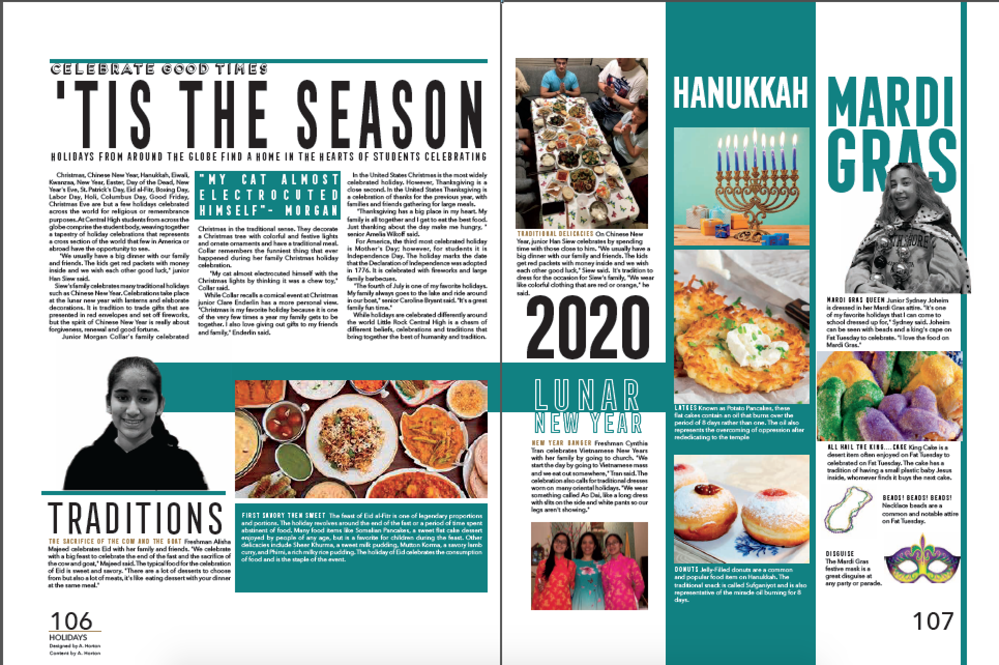 CELEBRATE GOOD TIMES
'TIS THE SEASON
HOLIDAYS FROM AROUND THE GLOBE FIND A HOME IN THE HEARTS OF STUDENTS CELEBRATING
Christmas, Chinese New Year, Hanukkah, Eiwali,
Kwanzaa, New Year, Easter, Day of the Dead, New
Year's Eve, St. Patrick's Day, Eid al-Fitr, Boxing Day,
Labor Day, Holi, Columbus Day, Good Friday,
Christmas Eve are but a few holidays celebrated
across the world for religious or remembrance
purposes. At Central High students from across the
globe comprise the student body, weaving together
a tapestry of holiday celebrations that represents
a cross section of the world that few in America or
abroad have the opportunity to see.
"We usually have a big dinner with our family
and friends. The kids get red packets with money
inside and we wish each other good luck," junior
Han Siew said.
Siew's family celebrates many traditional holidays
such as Chinese New Year. Celebrations take place
at the lunar new year with lanterns and elaborate
decorations. It is tradition to trade gifts that are
presented in red envelopes and set off fireworks,
but the spirit of Chinese New Year is really about
forgiveness, renewal and good fortune.
Junior Morgan Collar's family celebrated
"MY CAT ALMOST
ELECTROCUTED
HIMSELF"- MORGAN
Christmas in the traditional sense. They decorate
a Christmas tree with colorful and festive lights
and ornate ornaments and have a traditional meal.
Collar remembers the funniest thing that ever
happened during her family Christmas holiday
celebration.
"My cat almost electrocuted himself with the
Christmas lights by thinking it was a chew toy,"
Collar said.
While Collar recalls a comical event at Christmas
junior Clare Enderlin has a more personal view.
"Christmas is my favorite holiday because it is one
of the very few times a year my family gets to be
together. I also love giving out gifts to my friends
and family," Enderlin said.
In the United States Christmas is the most widely
celebrated holiday. However, Thanksgiving is a
close second. In the United States Thanksgiving is
a celebration of thanks for the previous year, with
families and friends gathering for large meals.
"Thanksgiving has a big place in my heart. My
family is all together and I get to eat the best food.
Just thinking about the day make me hungry, "
senior Amelia Wikoff said.
For America, the third most celebrated holiday
is Mother's Day; however, for students it is
Independence Day. The holiday marks the date
that the Declaration of Independence was adopted
in 1776. It is celebrated with fireworks and large
family barbecues.
"The fourth of July is one of my favorite holidays.
My family always goes to the lake and ride around
in our boat," senior Caroline Bryant said. "It's a great
family fun time."
While holidays are celebrated differently around
the world Little Rock Central High is a chasm of
different beliefs, celebrations and traditions that
bring together the best of humanity and tradition.
TRADITIONS
THE SACRIFICE OF THE COW AND THE GOAT Freshman Alisha
Majeed celebrates Eid with her family and friends. "We celebrate
with a big feast to celebrate the end of the fast and the sacrifice of
the cow and goat," Majeed said. The typical food for the celebration
of Eid is sweet and savory. "There are a lot of desserts to choose
from but also a lot of meats, it's like eating dessert with your dinner
at the same meal."
FIRST SAVORY THEN SWEET The feast of Eid al-Fitr is one of legendary proportions
and portions. The holiday revolves around the end of the fast or a period of time spent
abstinent of food. Many food items like Somalian Pancakes, a sweet flat cake dessert
enjoyed by people of any age, but is a favorite for children during the feast. Other
delicacies include Sheer Khurma, a sweet milk pudding, Mutton Korma, a savory lamb
curry, and Phirni, a rich milky rice pudding. The holiday of Eid celebrates the consumption
of food and is the staple of the event.
106
HOLIDAYS
Designed by A. Horton
Content by A. Horton
TRADITIONAL DELICACIES On Chinese New
Year, junior Han Siew celebrates by spending
time with those close to him. "We usually have a
big dinner with our family and friends. The kids
get red packets with money inside and we wish
each other good luck," Siew said. It's tradition to
dress for the occasion for Siew's family, "We wear
like colorful clothing that are red or orange," he
said.
2020
LUNAR
NEW YEAR
NEW YEAR BANGER Freshman Cynthia
Tran celebrates Vietnamese New Years
with her family by going to church. "We
start the day by going to Vietnamese mass
and we eat out somewhere," Tran said. The
celebration also calls for traditional dresses
worn on many oriental holidays. "We wear
something called Ao Dai, like a long dress
with slits on the side and white pants so our
legs aren't showing."
HANUKKAH
LATKES Known as Potato Pancakes, these
flat cakes contain an oil that burns over the
period of 8 days rather than one. The oil also
represents the overcoming of oppression after
rededicating to the temple
DONUTS Jelly-Filled donuts are a common
and popular food item on Hanukkah. The
traditional snack is called Sufganiyot and is also
representative of the miracle oil burning for 8
days.
MARDI
GRAS
MARDI GRAS QUEEN Junior Sydney Joheim
is dressed in her Mardi Gras attire. "It's one
of my favorite holidays that I can come to
school dressed up for," Sydney said. Joheim
can be seen with beads and a king's cape on
Fat Tuesday to celebrate. "I love the food on
Mardi Gras."
ALL HAIL THE KING....CAKE King Cake is a
desert item often enjoyed on Fat Tuesday to
celebrated on Fat Tuesday. The cake has a
tradition of having a small plastic baby Jesus
inside, whomever finds it buys the next cake.
BEADS! BEADS! BEADS!
Necklace beads are a
common and notable attire
on Fat Tuesday.
DISGUISE
The Mardi Gras
festive mask is a
great disguise at
any party or parade.
107